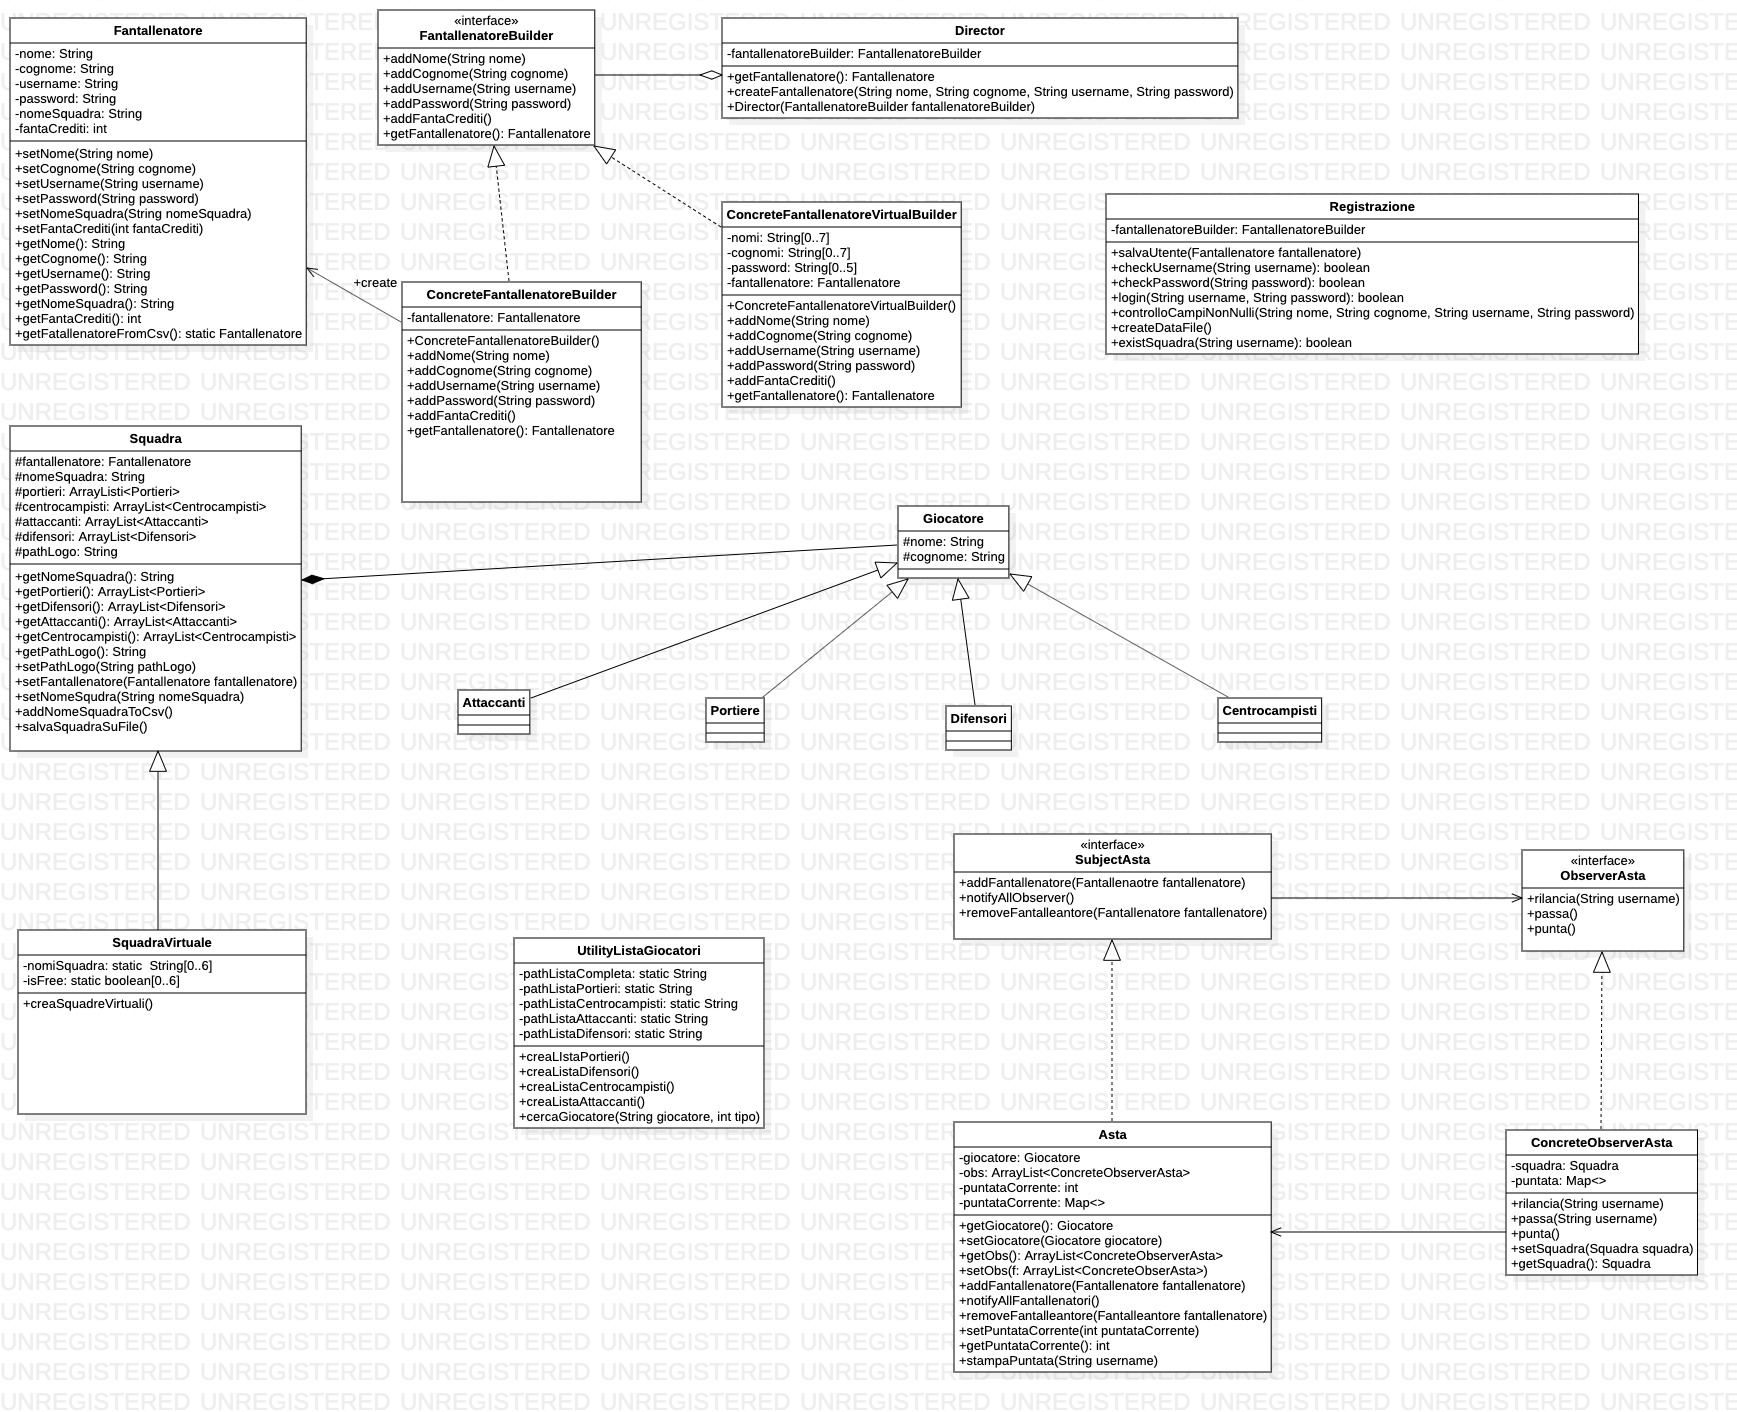 Fantallenatore
-nome: String
-cognome: String
-username: String
-password: String
-nomeSquadra: String
-fantaCrediti: int
+setNome(String nome)
+setCognome(String cognome)
+setUsername(String username)
+setPassword(String password)
+setNomeSquadra(String nomeSquadra)
+setFantaCrediti(int fantaCrediti)
+getNome(): String
+getCognome(): String
+getUsername(): String
+getPassword(): String
+getNomeSquadra(): String
+getFantaCrediti(): int
+getFatallenatoreFromCsv(): static Fantallenatore
«interface»
FantallenatoreBuilder
+addNome(String nome)
+addCognome(String cognome)
+addUsername(String username)
+addPassword(String password)
+addFantaCrediti()
+getFantallenatore(): Fantallenatore
Director
-fantallenatoreBuilder: FantallenatoreBuilder
+getFantallenatore(): Fantallenatore
+createFantallenatore(String nome, String cognome, String username, String password)
+Director(FantallenatoreBuilder fantallenatoreBuilder)
+create
ConcreteFantallenatoreBuilder
-fantallenatore: Fantallenatore
+ConcreteFantallenatoreBuilder()
+addNome(String nome)
+addCognome(String cognome)
+addUsername(String username)
+addPassword(String password)
+addFantaCrediti()
+getFantallenatore(): Fantallenatore
ConcreteFantallenatoreVirtualBuilder
-nomi: String[0..7]
-cognomi: String[0..7]
-password: String[0..5]
-fantallenatore: Fantallenatore
+ConcreteFantallenatoreVirtualBuilder()
+addNome(String nome)
+addCognome(String cognome)
+addUsername(String username)
+addPassword(String password)
+addFantaCrediti()
+getFantallenatore(): Fantallenatore
Registrazione
-fantallenatoreBuilder: FantallenatoreBuilder
+salvaUtente(Fantallenatore fantallenatore)
+checkUsername(String username): boolean
+checkPassword(String password): boolean
+login(String username, String password): boolean
+controlloCampiNonNulli(String nome, String cognome, String username, String password)
+createDataFile()
+existSquadra(String username): boolean
Squadra
#fantallenatore: Fantallenatore
#nomeSquadra: String
#portieri: ArrayListi<Portieri>
#centrocampisti: ArrayList<Centrocampisti>
#attaccanti: ArrayList<Attaccanti>
#difensori: ArrayList<Difensori>
#pathLogo: String
+getNomeSquadra(): String
+getPortieri(): ArrayList<Portieri>
+getDifensori(): ArrayList<Difensori>
+getAttaccanti(): ArrayList<Attaccanti>
+getCentrocampisti(): ArrayList<Centrocampisti>
+getPathLogo(): String
+setPathLogo(String pathLogo)
+setFantallenatore(Fantallenatore fantallenatore)
+setNomeSqudra(String nomeSquadra)
+addNomeSquadraToCsv()
+salvaSquadraSuFile()
Giocatore
#nome: String
#cognome: String
Attaccanti
Portiere
Difensori
Centrocampisti
SquadraVirtuale
-nomiSquadra: static  String[0..6]
-isFree: static boolean[0..6]
+creaSquadreVirtuali()
UtilityListaGiocatori
-pathListaCompleta: static String
-pathListaPortieri: static String
-pathListaCentrocampisti: static String
-pathListaAttaccanti: static String
-pathListaDifensori: static String
+creaLIstaPortieri()
+creaListaDifensori()
+creaListaCentrocampisti()
+creaListaAttaccanti()
+cercaGiocatore(String giocatore, int tipo)
«interface»
SubjectAsta
+addFantallenatore(Fantallenaotre fantallenatore)
+notifyAllObserver()
+removeFantalleantore(Fantallenatore fantallenatore)
«interface»
ObserverAsta
+rilancia(String username)
+passa()
+punta()
Asta
-giocatore: Giocatore
-obs: ArrayList<ConcreteObserverAsta>
-puntataCorrente: int
-puntataCorrente: Map<>
+getGiocatore(): Giocatore
+setGiocatore(Giocatore giocatore)
+getObs(): ArrayList<ConcreteObserverAsta>
+setObs(f: ArrayList<ConcreteObserAsta>)
+addFantallenatore(Fantallenatore fantallenatore)
+notifyAllFantallenatori()
+removeFantalleantore(Fantalleantore fantallenatore)
+setPuntataCorrente(int puntataCorrente)
+getPuntataCorrente(): int
+stampaPuntata(String username)
ConcreteObserverAsta
-squadra: Squadra
-puntata: Map<>
+rilancia(String username)
+passa(String username)
+punta()
+setSquadra(Squadra squadra)
+getSquadra(): Squadra
UNREGISTERED